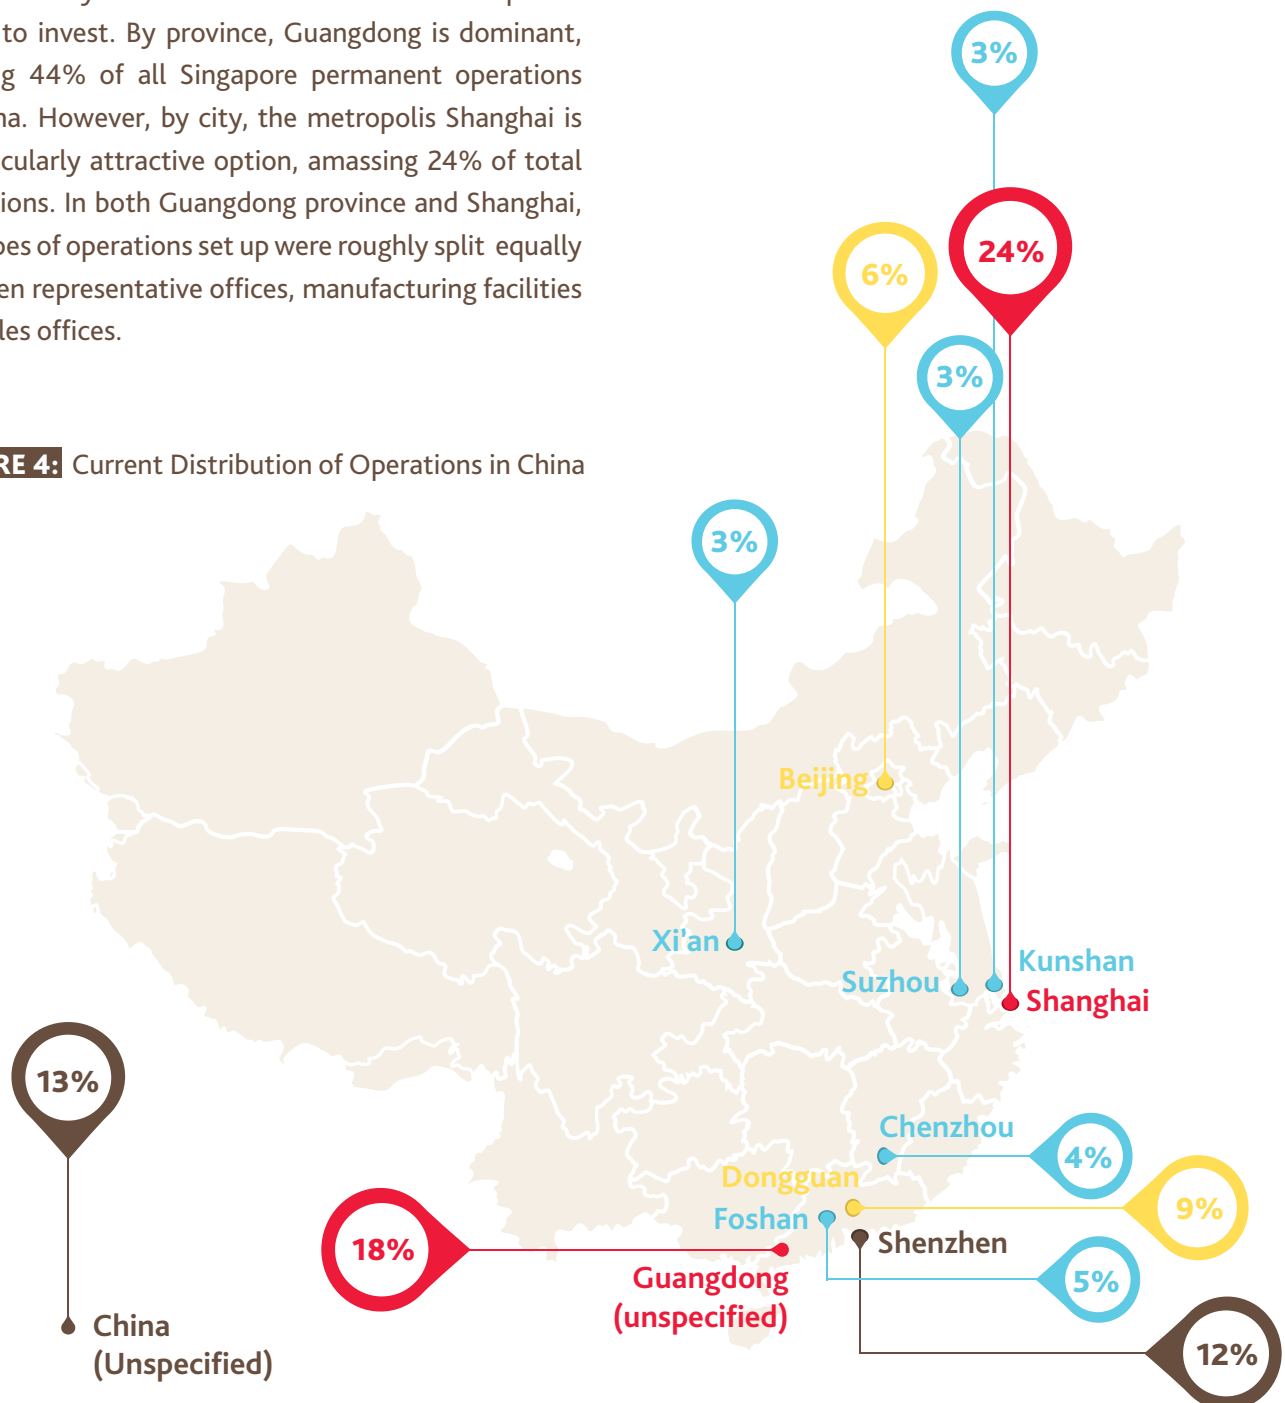 to invest. By province, Guangdong is dominant,
g 44% of all Singapore permanent operations
na. However, by city, the metropolis Shanghai is
cularly attractive option, amassing 24% of total
ions. In both Guangdong province and Shanghai,
pes of operations set up were roughly split equally
en representative offices, manufacturing facilities
les offices.
RE 4: Current Distribution of Operations in China
3%
24%
6%
3%
3%
Beijing
Xi'an
Suzhou
Kunshan
Shanghai
13%
China
(Unspecified)
Chenzhou
4%
Dongguan
9%
Foshan
5%
Shenzhen
12%
18%
Guangdong
(unspecified)